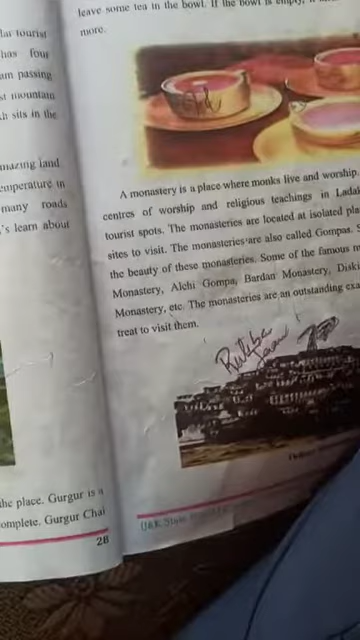 lar tourist
has four
am passing
st mountain
h sits in the
mazing land
emperature in
many roads
's learn about
he place. Gurgur is a
omplete. Gurgur Chai
28
leave some tea in the bowl. If the bowl is empty,
more.
A monastery is a place where monks live and worship.
centres of worship and religious teachings in Lada
tourist spots. The monasteries are located at isolated pla
sites to visit. The monasteries are also called Gompas. S
the beauty of these monasteries. Some of the famous m
Monastery, Alchi Gompa, Bardan Monastery, Diski
Monastery, etc. The monasteries are an outstanding exa
treat to visit them.
J&K State